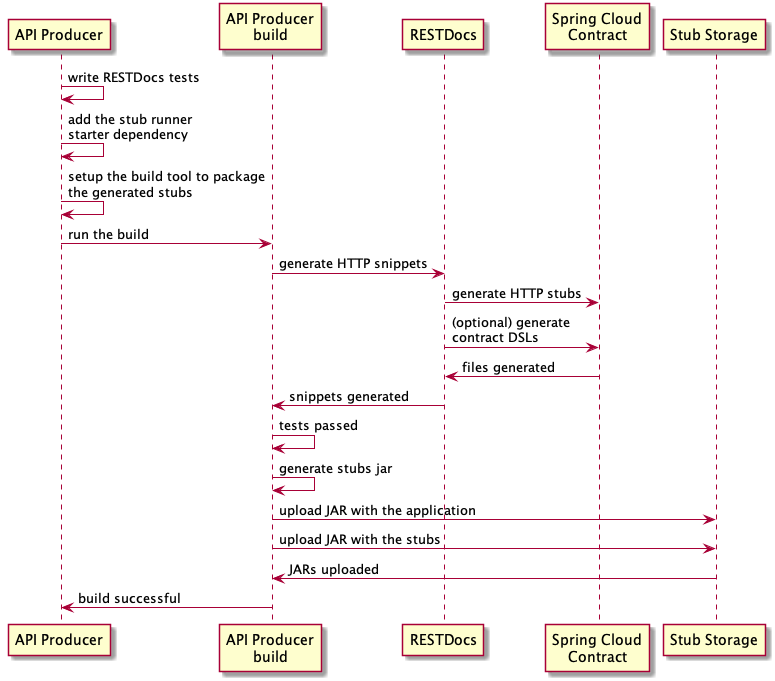 API Producer
API Producer
build
RESTDocs
Spring Cloud
Contract
Stub Storage
write RESTDocs tests
add the stub runner
starter dependency
setup the build tool to package
the generated stubs
run the build
generate HTTP snippets
generate HTTP stubs
(optional) generate
contract DSLs
files generated
snippets generated
tests passed
generate stubs jar
upload JAR with the application
upload JAR with the stubs
JARs uploaded
build successful
API Producer
API Producer
build
RESTDocs
Spring Cloud
Contract
Stub Storage